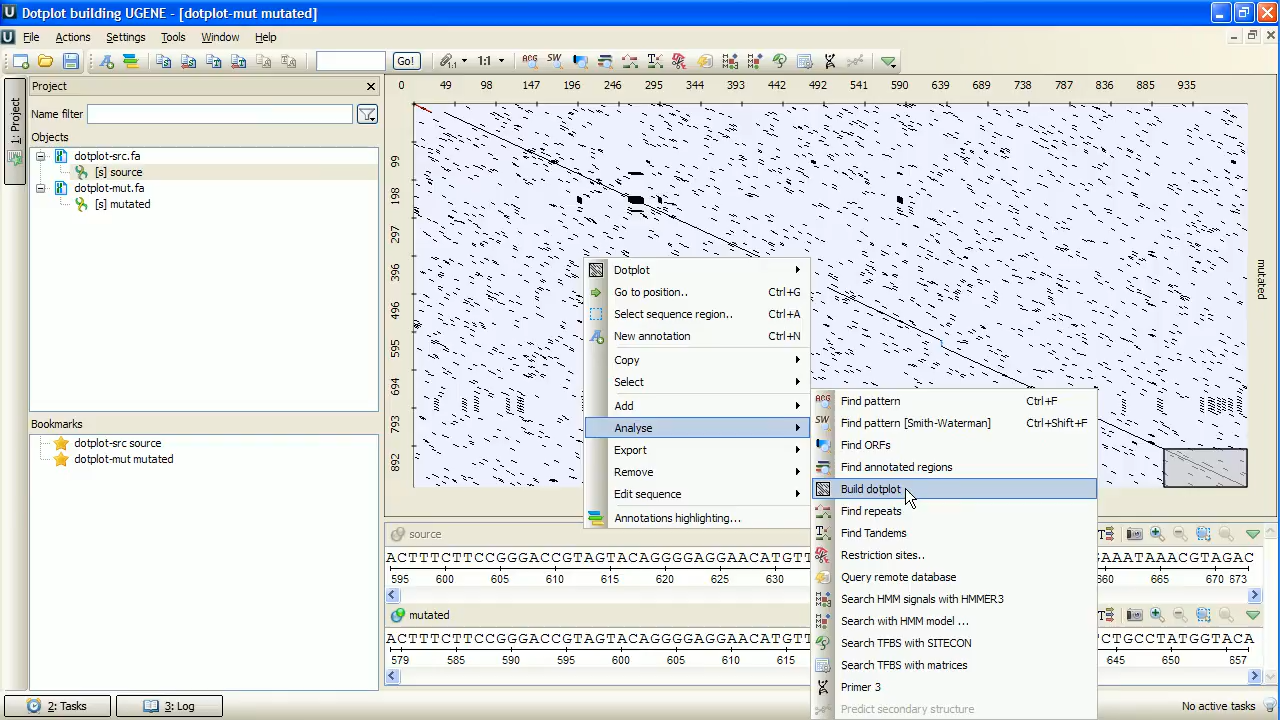 Dotplot building UGENE - [dotplot-mut mutated]
File Actions Settings Tools Window Help
Go! 1:1
1: Project
Project
Name filter
Objects
dotplot-src.fa
[s] source
dotplot-mut.fa
[s] mutated
Bookmarks
dotplot-src source
dotplot-mut mutated
0 49 98 147 196 246 295 344 393 442 492 541 590 639 689 738 787 836 885 935
99
198
297
396
496
595
694
793
892
mutated
Dotplot
Go to position.. Ctrl+G
Select sequence region.. Ctrl+A
New annotation Ctrl+N
Copy
Select
Add
Analyse
Export
Remove
Edit sequence
Annotations highlighting...
Find pattern Ctrl+F
Find pattern [Smith-Waterman] Ctrl+Shift+F
Find ORFs
Find annotated regions
Build dotplot
Find repeats
Find Tandems
Restriction sites..
Query remote database
Search HMM signals with HMMER3
Search with HMM model ...
Search TFBS with SITECON
Search TFBS with matrices
Primer 3
Predict secondary structure
source
ACTTTCTTCCGGGACCGTAGTACAGGGGAGGAACATGTT GAAATAAACGTAGAC
595 600 605 610 615 620 625 630 660 665 670 673
mutated
ACTTTCTTCCGGGACCGTAGTACAGGGGAGGAACATGTT CCTGCCTATGGTACA
579 585 590 595 600 605 610 615 645 650 657
2: Tasks 3: Log No active tasks